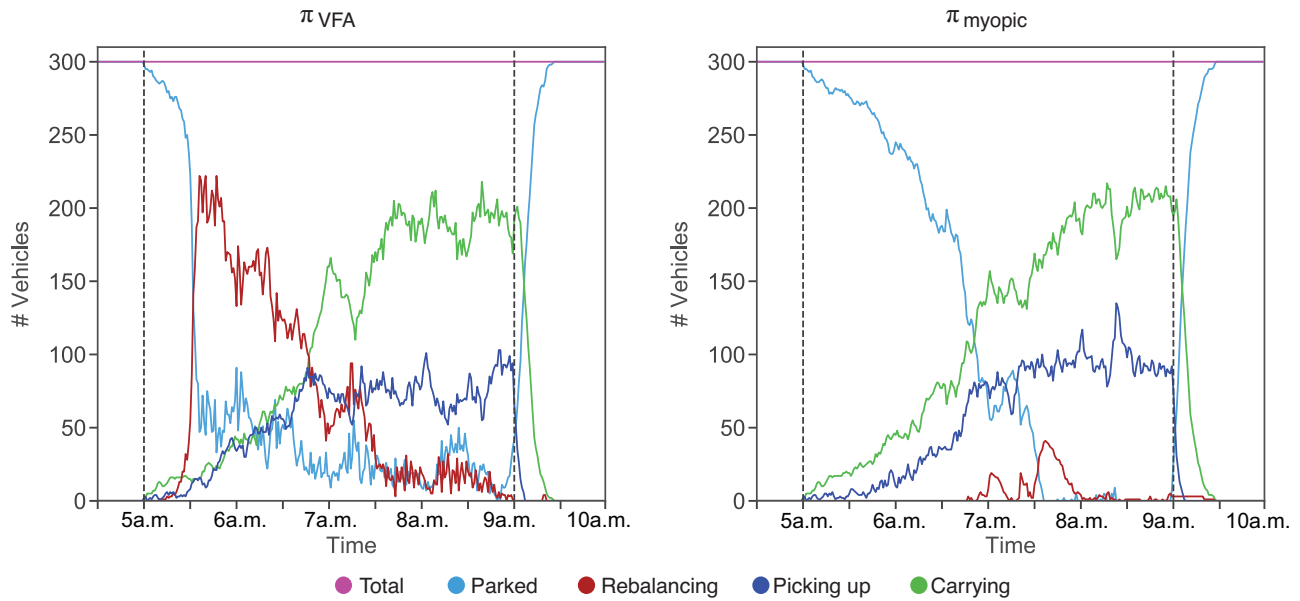 π VFA
π myopic
300
250
200
150
100
50
0
# Vehicles
5a.m. 6a.m. 7a.m. 8a.m. 9a.m. 10a.m.
Time
300
250
200
150
100
50
0
# Vehicles
5a.m. 6a.m. 7a.m. 8a.m. 9a.m. 10a.m.
Time
Total Parked Rebalancing Picking up Carrying